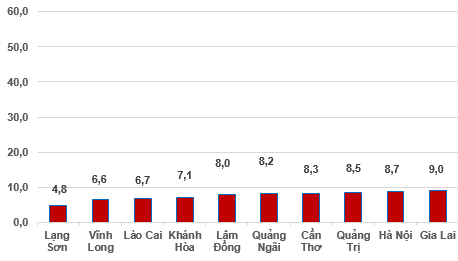 60,0
50,0
40,0
30,0
20,0
10,0
0,0
4,8
6,6
6,7
7,1
8,0
8,2
8,3
8,5
8,7
9,0
Lạng
Sơn
Vĩnh
Long
Lào Cai
Khánh
Hòa
Lâm
Đồng
Quảng
Ngãi
Cần
Thơ
Quảng
Trị
Hà Nội
Gia Lai